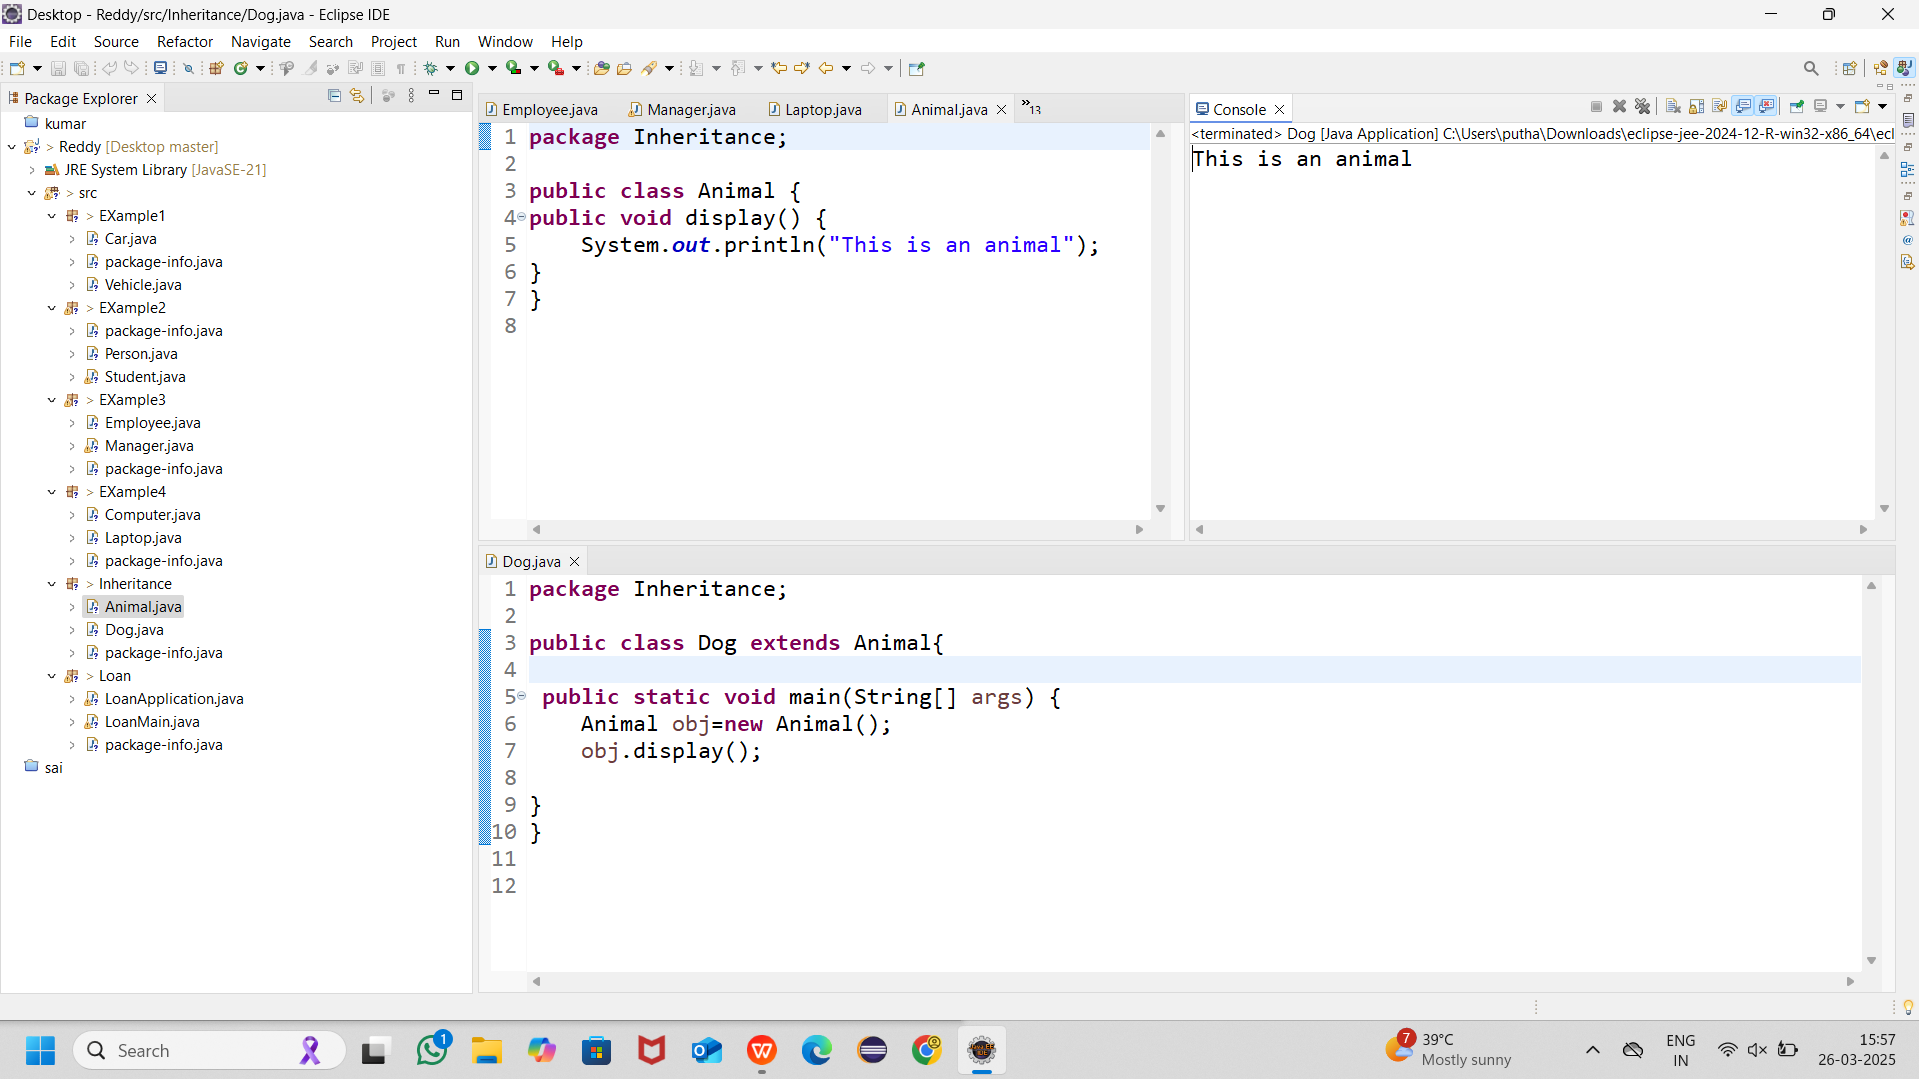 Desktop - Reddy/src/Inheritance/Dog.java - Eclipse IDE
File Edit Source Refactor Navigate Search Project Run Window Help
Package Explorer
kumar
> Reddy [Desktop master]
JRE System Library [JavaSE-21]
> src
> EXample1
Car.java
package-info.java
Vehicle.java
> EXample2
package-info.java
Person.java
Student.java
> EXample3
Employee.java
Manager.java
package-info.java
> EXample4
Computer.java
Laptop.java
package-info.java
> Inheritance
Animal.java
Dog.java
package-info.java
> Loan
LoanApplication.java
LoanMain.java
package-info.java
sai
Employee.java Manager.java Laptop.java Animal.java »13
1 package Inheritance;
2
3 public class Animal {
4 public void display() {
5 System.out.println("This is an animal");
6 }
7 }
8
Console
<terminated> Dog [Java Application] C:\Users\putha\Downloads\eclipse-jee-2024-12-R-win32-x86_64\ecl
This is an animal
Dog.java
1 package Inheritance;
2
3 public class Dog extends Animal{
4
5 public static void main(String[] args) {
6 Animal obj=new Animal();
7 obj.display();
8
9 }
10 }
11
12
Search
1
7
39°C
Mostly sunny
ENG
IN
15:57
26-03-2025